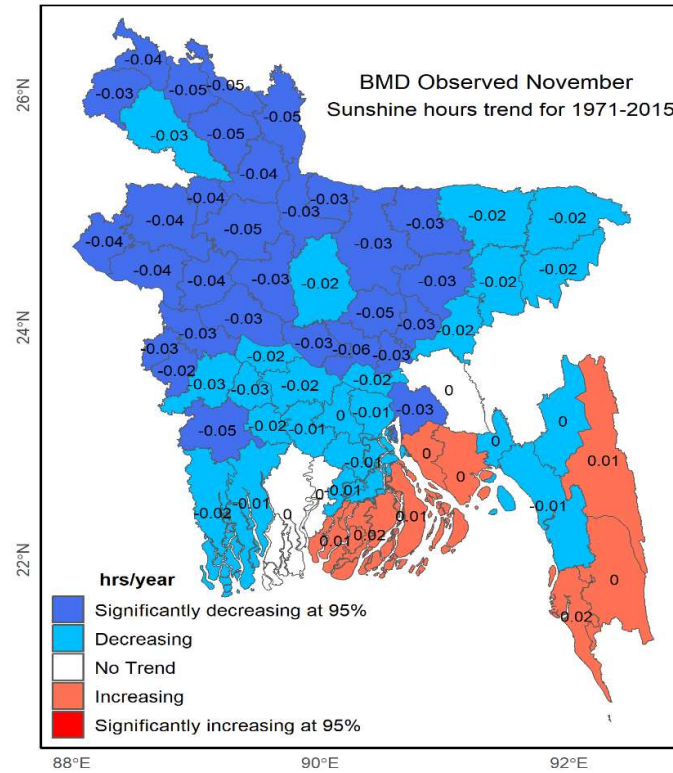 BMD Observed November
Sunshine hours trend for 1971-2015
26°N
24°N
22°N
-0.04
-0.03 -0.05 -0.05
-0.05
-0.03 -0.05
-0.04
-0.04 -0.03
-0.03
-0.04 -0.05 -0.03 -0.03 -0.02 -0.02
-0.04
-0.04 -0.04 -0.03 -0.02 -0.03 -0.02 -0.02
-0.05
-0.03 -0.03 -0.02
-0.03 -0.03 -0.03 -0.06 -0.03
-0.02
-0.02 -0.02
-0.03 -0.03 -0.02 0
-0.03
0 -0.01 0
-0.05 -0.02 -0.01 0
0
-0.01 0 0.01
-0.01 0
-0.02 0 -0.01
0.01
0.01 0.02 0
0.02
hrs/year
Significantly decreasing at 95%
Decreasing
No Trend
Increasing
Significantly increasing at 95%
88°E 90°E 92°E